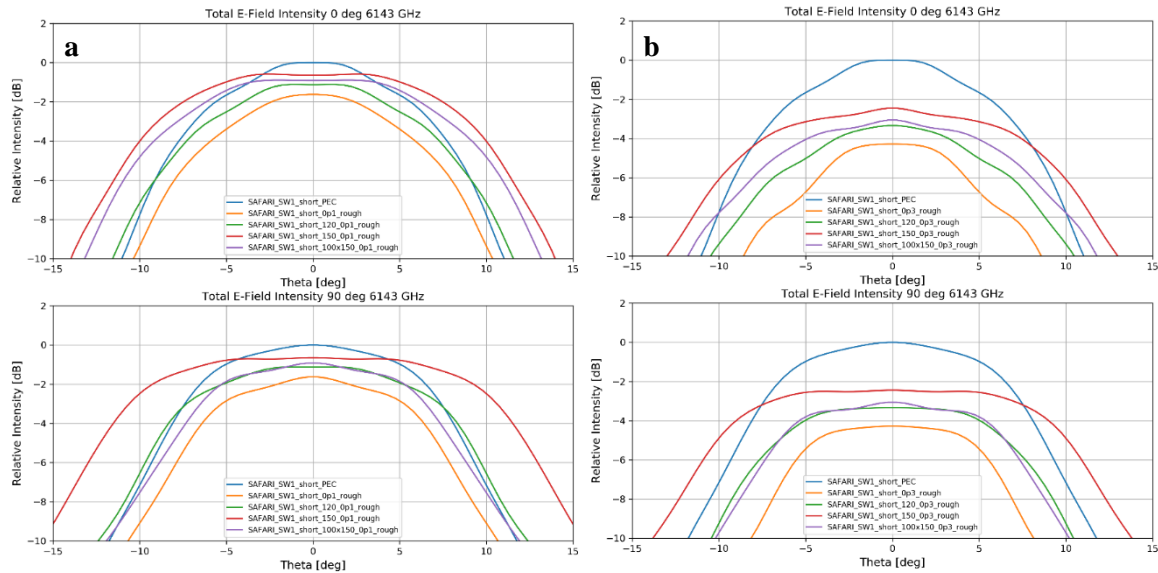 Total E-Field Intensity 0 deg 6143 GHz
a
Relative Intensity [dB]
2
0
−2
−4
−6
−8
−10
SAFARI_SW1_short_PEC
SAFARI_SW1_short_0p1_rough
SAFARI_SW1_short_120_0p1_rough
SAFARI_SW1_short_150_0p1_rough
SAFARI_SW1_short_100x150_0p1_rough
−15 −10 −5 0 5 10 15
Theta [deg]
Total E-Field Intensity 0 deg 6143 GHz
b
Relative Intensity [dB]
2
0
−2
−4
−6
−8
−10
SAFARI_SW1_short_PEC
SAFARI_SW1_short_0p3_rough
SAFARI_SW1_short_120_0p3_rough
SAFARI_SW1_short_150_0p3_rough
SAFARI_SW1_short_100x150_0p3_rough
−15 −10 −5 0 5 10 15
Theta [deg]
Total E-Field Intensity 90 deg 6143 GHz
Relative Intensity [dB]
2
0
−2
−4
−6
−8
−10
SAFARI_SW1_short_PEC
SAFARI_SW1_short_0p1_rough
SAFARI_SW1_short_120_0p1_rough
SAFARI_SW1_short_150_0p1_rough
SAFARI_SW1_short_100x150_0p1_rough
−15 −10 −5 0 5 10 15
Theta [deg]
Total E-Field Intensity 90 deg 6143 GHz
Relative Intensity [dB]
2
0
−2
−4
−6
−8
−10
SAFARI_SW1_short_PEC
SAFARI_SW1_short_0p3_rough
SAFARI_SW1_short_120_0p3_rough
SAFARI_SW1_short_150_0p3_rough
SAFARI_SW1_short_100x150_0p3_rough
−15 −10 −5 0 5 10 15
Theta [deg]